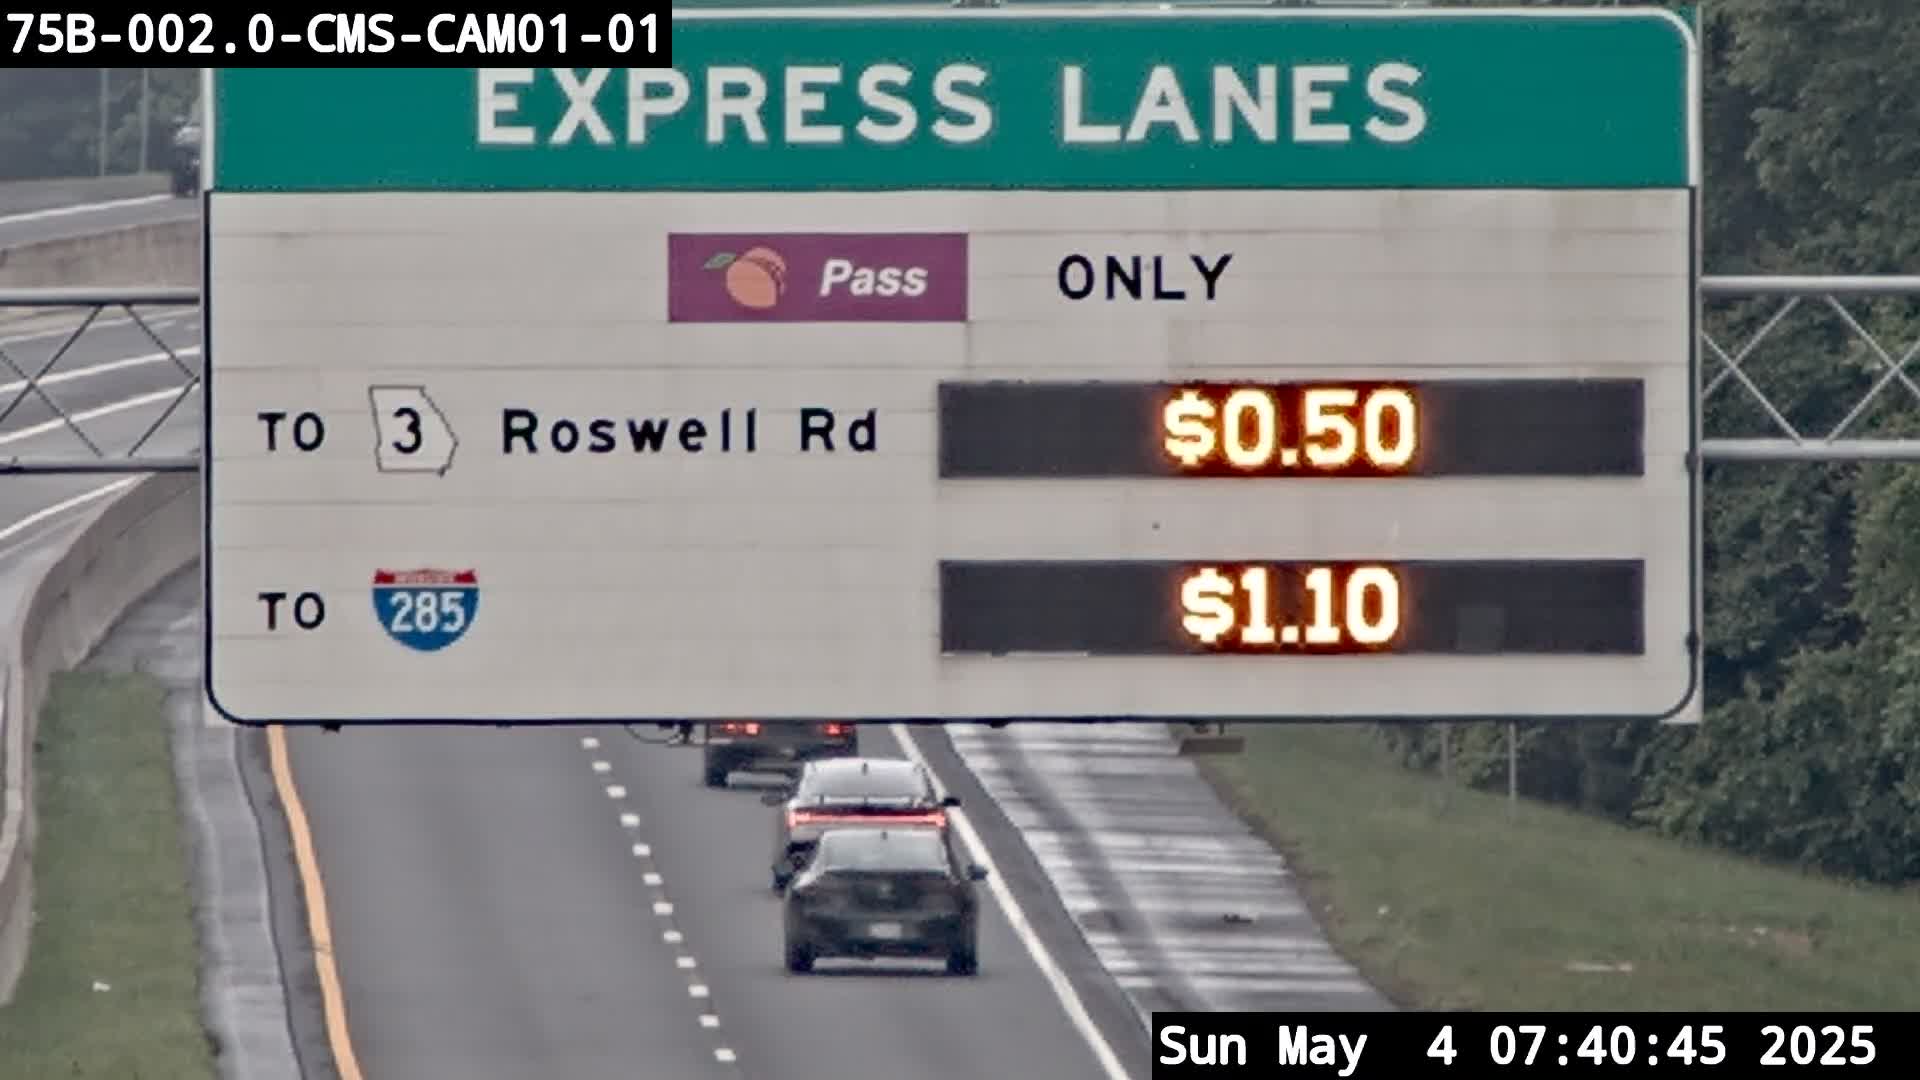 75B-002.0-CMS-CAM01-01
EXPRESS LANES
Pass ONLY
TO 3 Roswell Rd $0.50
TO 285 $1.10
Sun May 4 07:40:45 2025